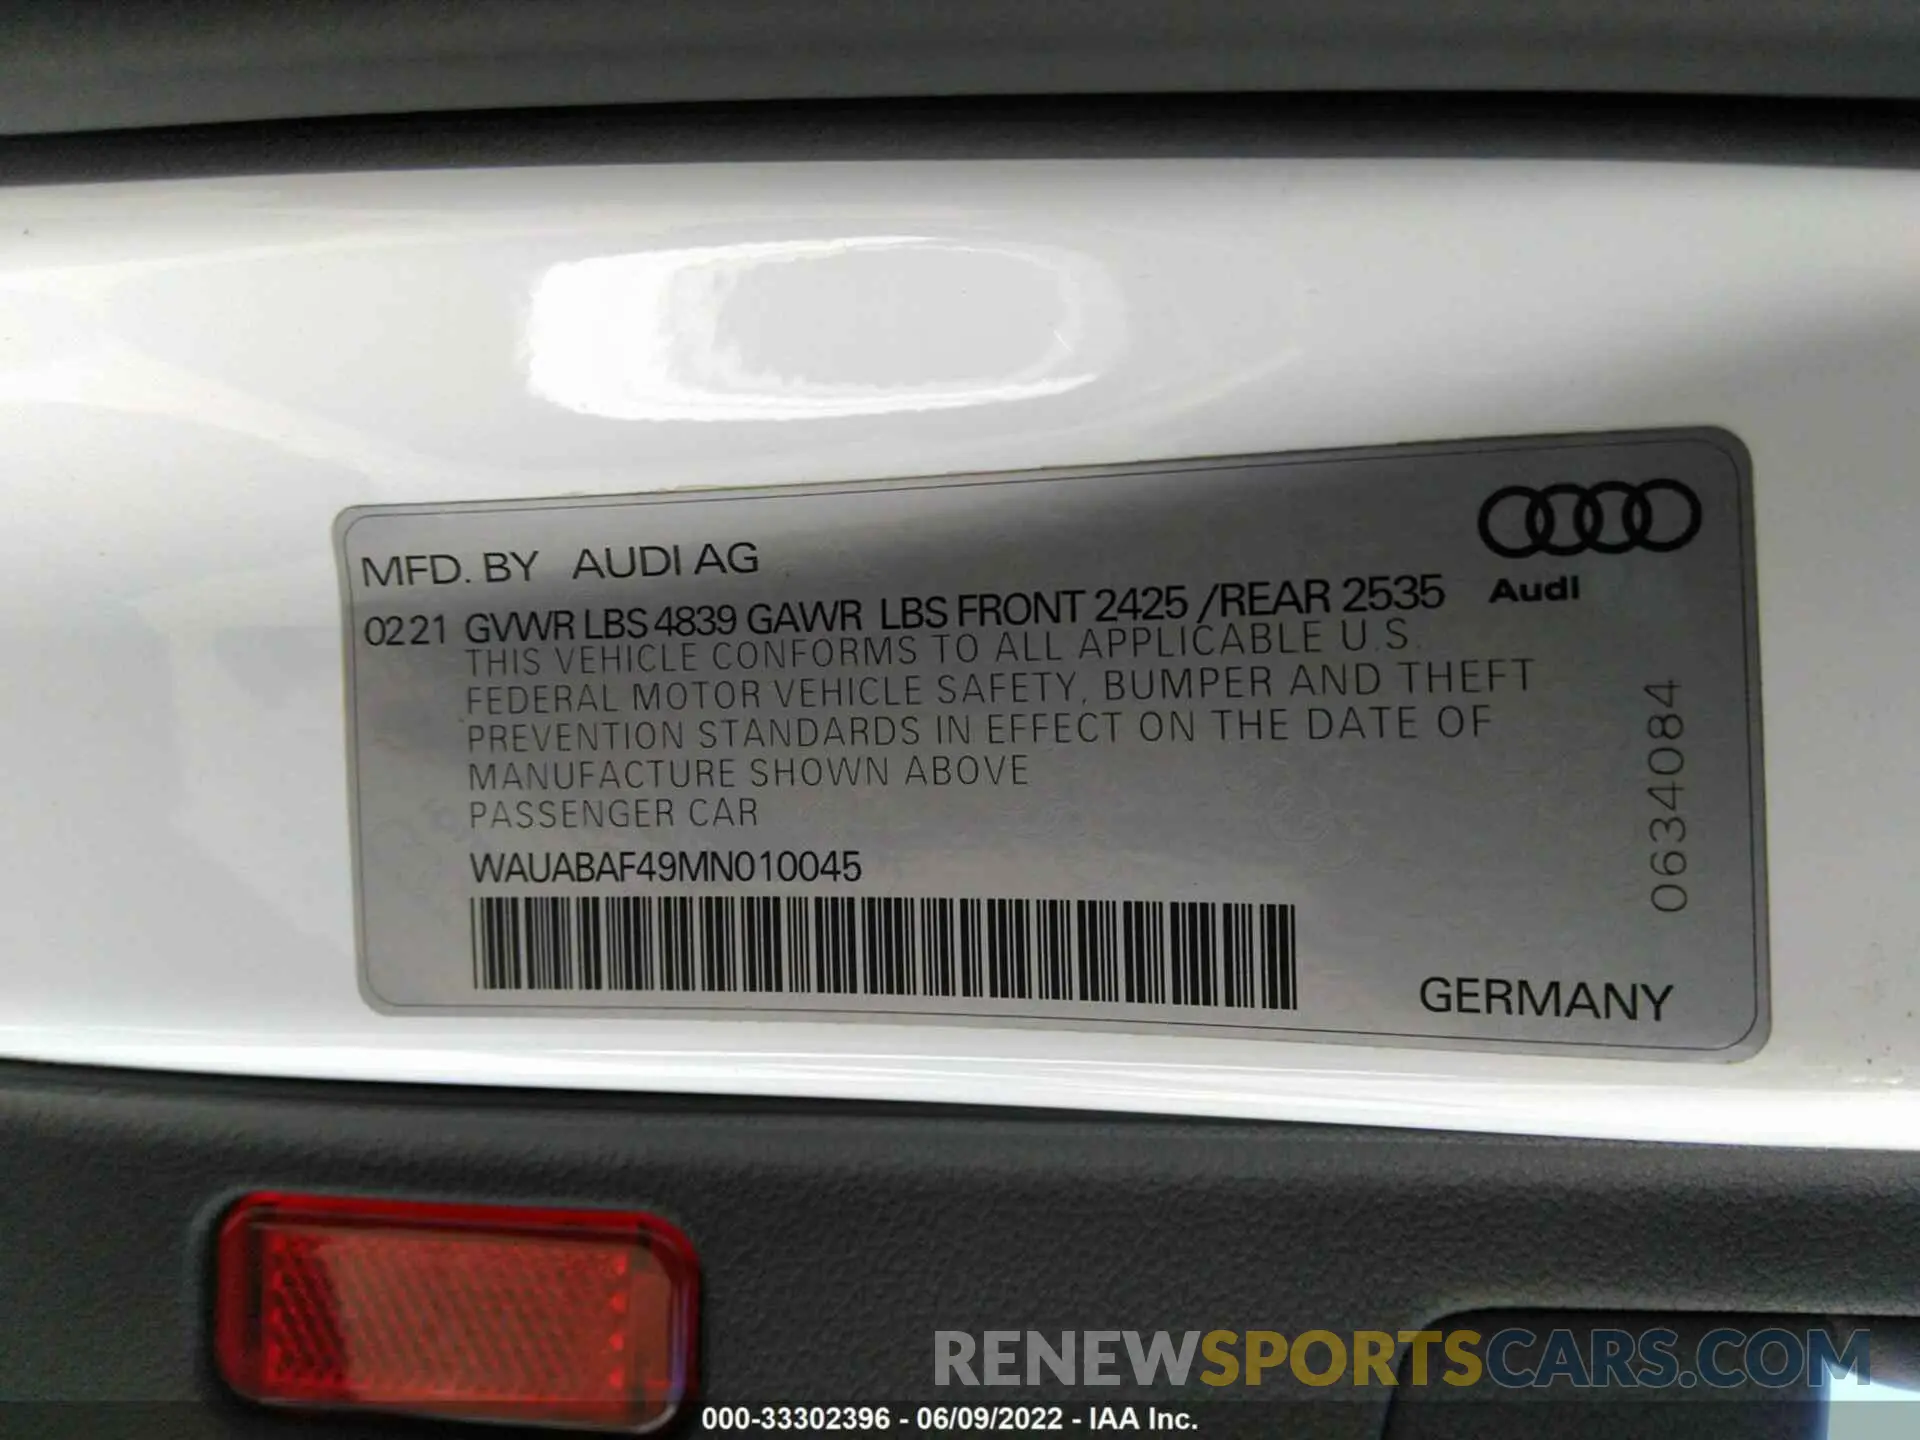 MFD. BY AUDI AG
0221 GVWR LBS 4839 GAWR LBS FRONT 2425 /REAR 2535
Audi
THIS VEHICLE CONFORMS TO ALL APPLICABLE U.S.
FEDERAL MOTOR VEHICLE SAFETY, BUMPER AND THEFT
PREVENTION STANDARDS IN EFFECT ON THE DATE OF
MANUFACTURE SHOWN ABOVE
PASSENGER CAR
WAUABAF49MN010045
0634084
GERMANY
RENEWSPORTSCARS.COM
000-33302396 - 06/09/2022 - IAA Inc.